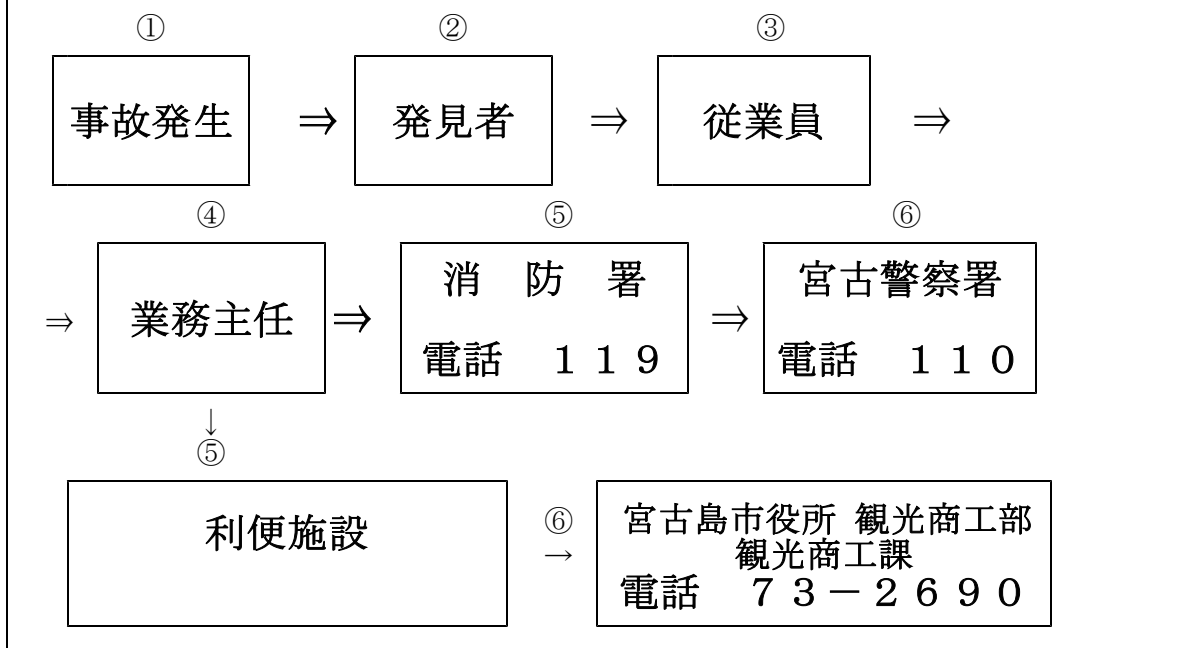 ① ② ③
事故発生 ⇒ 発見者 ⇒ 従業員 ⇒
④ ⑤ ⑥
⇒ 業務主任 ⇒ 消　防　署 ⇒ 宮古警察署
電話　１１９ 電話　１１０
↓
⑤
利便施設 ⑥ 宮古島市役所 観光商工部
→ 観光商工課
電話　７３－２６９０